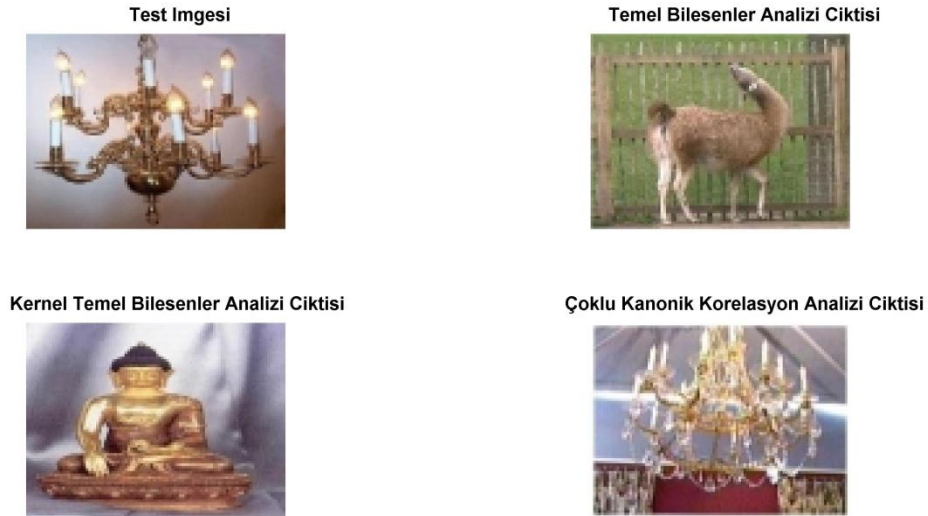 Test Imgesi
Temel Bilesenler Analizi Ciktisi
Kernel Temel Bilesenler Analizi Ciktisi
Çoklu Kanonik Korelasyon Analizi Ciktisi